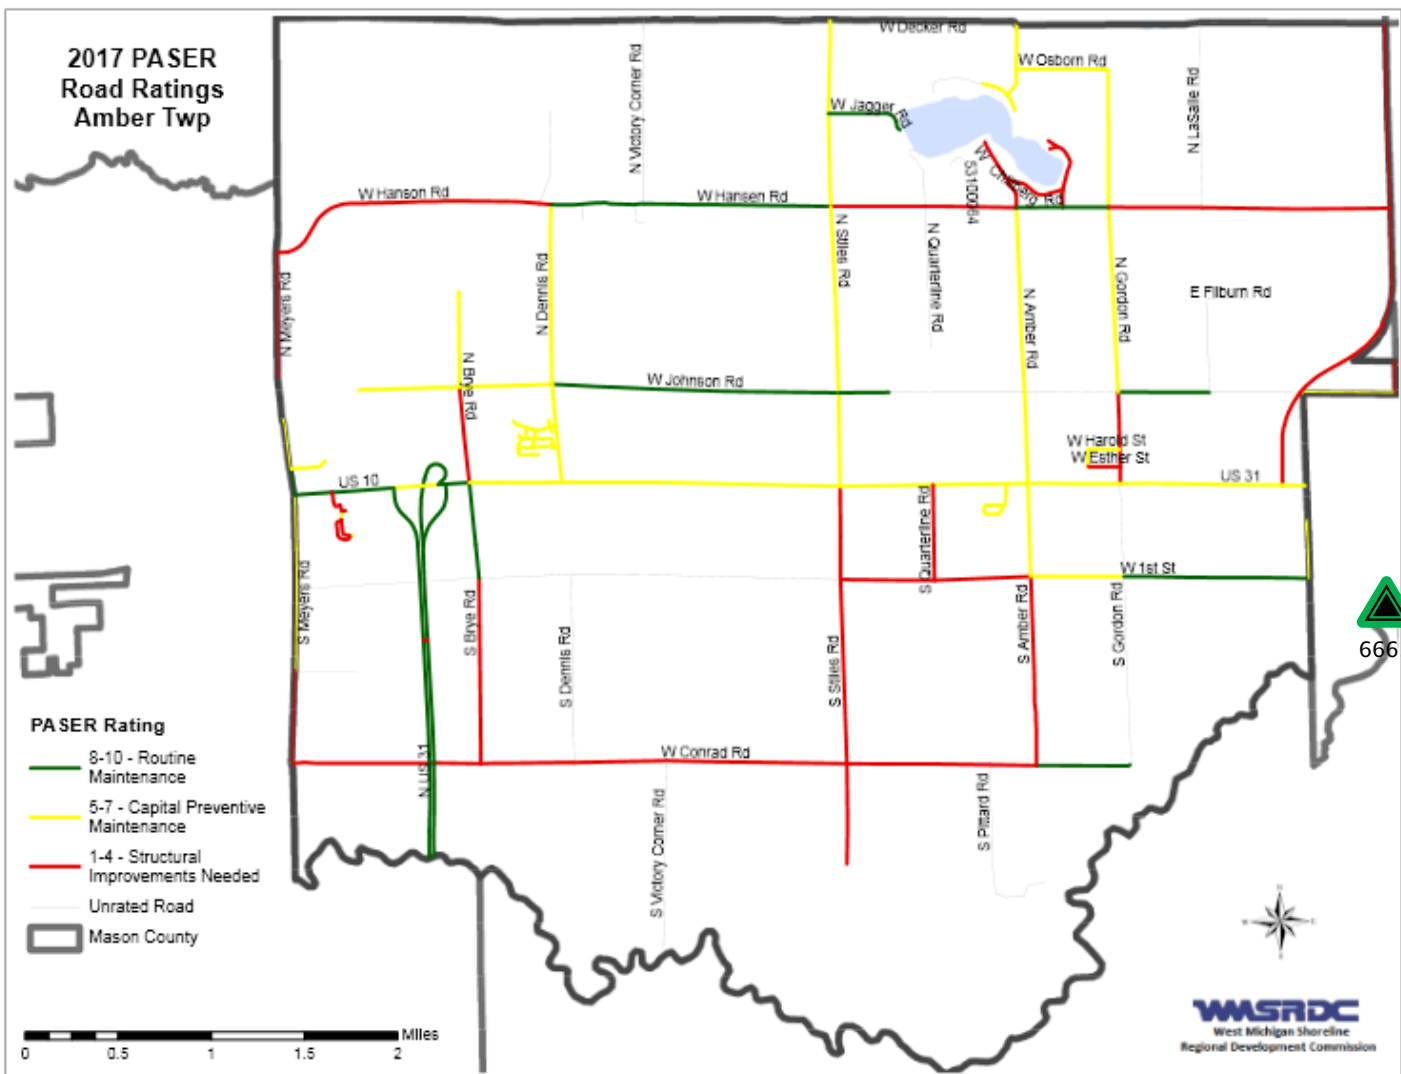 2017 PASER
Road Ratings
Amber Twp
W Decker Rd
W Osborn Rd
N Victory Corner Rd
N LaSalle Rd
W Jagger Rd
W Hanson Rd
W Hansen Rd
53100064
N Stiles Rd
N Quarterline Rd
N Meyers Rd
N Dennis Rd
N Amber Rd
N Gordon Rd
E Filburn Rd
N Brye Rd
W Johnson Rd
W Harold St
W Esther St
US 10
US 31
S Quarterline Rd
W 1st St
S Meyers Rd
S Brye Rd
S Dennis Rd
S Stiles Rd
S Amber Rd
S Gordon Rd
666
N US 31
W Conrad Rd
S Victory Corner Rd
S Pittard Rd
PASER Rating
8-10 - Routine
Maintenance
5-7 - Capital Preventive
Maintenance
1-4 - Structural
Improvements Needed
Unrated Road
Mason County
Miles
0 0.5 1 1.5 2
N
W E
S
WMSRDC
West Michigan Shoreline
Regional Development Commission